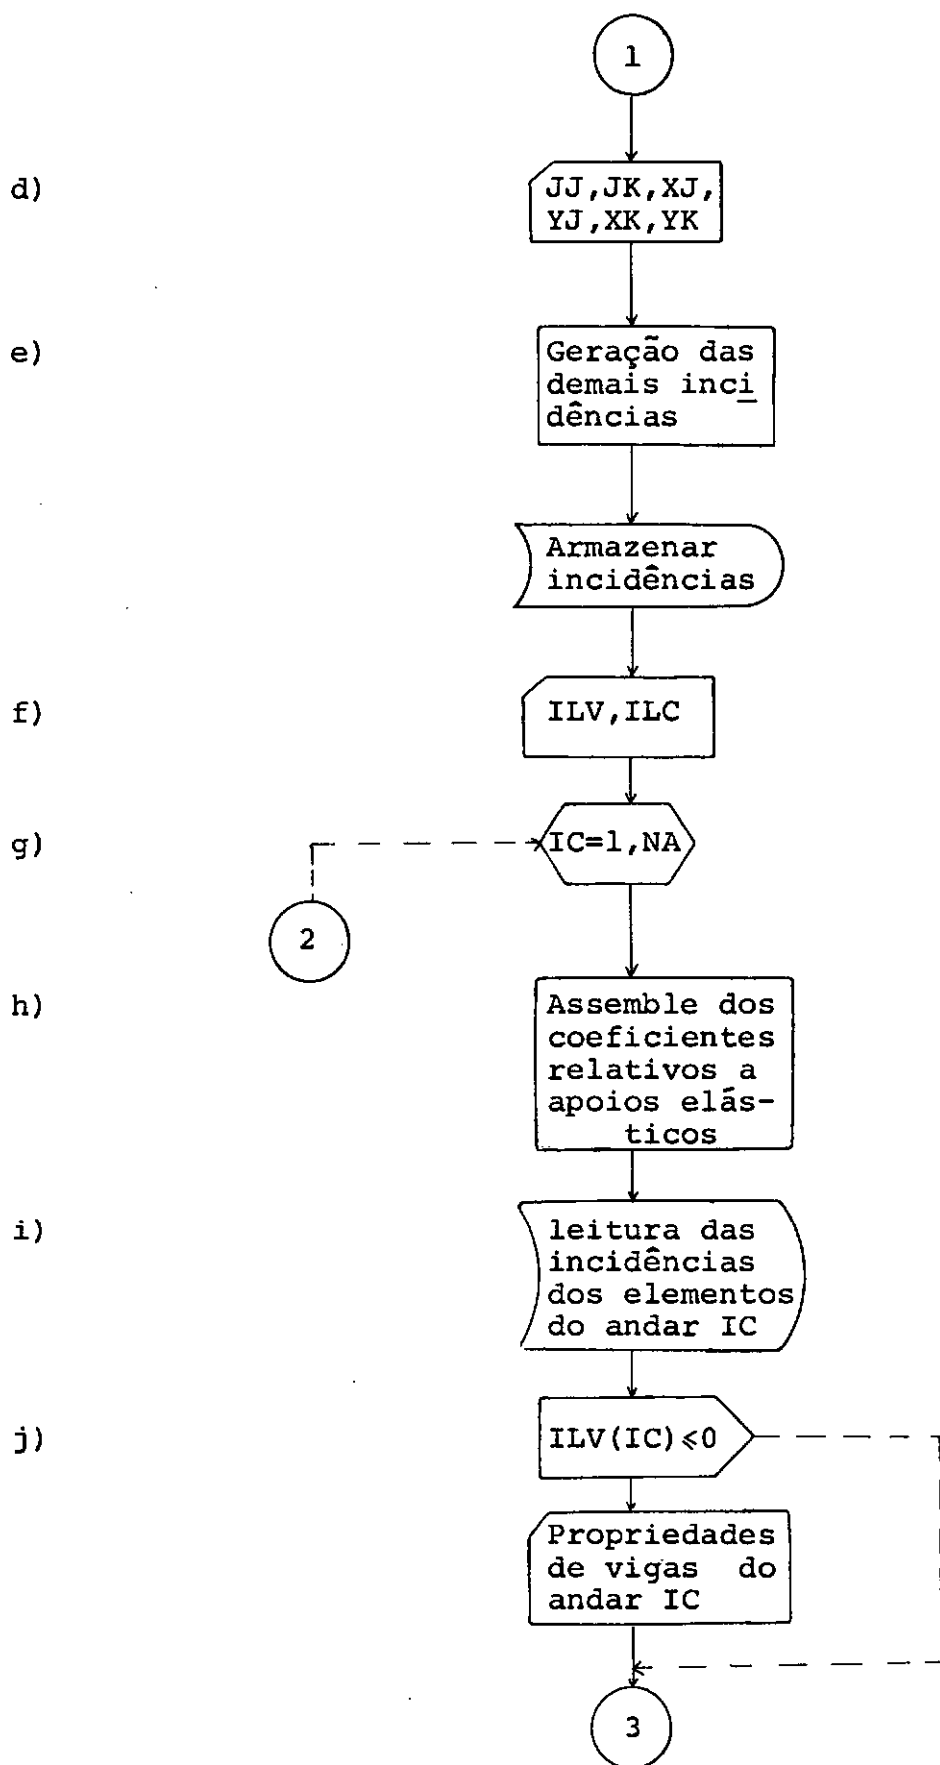 1
d)
JJ,JK,XJ,
YJ,XK,YK
e)
Geração das
demais inci
dências
Armazenar
incidências
f)
ILV,ILC
g)
IC=1,NA
2
h)
Assemble dos
coeficientes
relativos a
apoios elás-
ticos
i)
leitura das
incidências
dos elementos
do andar IC
j)
ILV(IC)≤0
Propriedades
de vigas do
andar IC
3